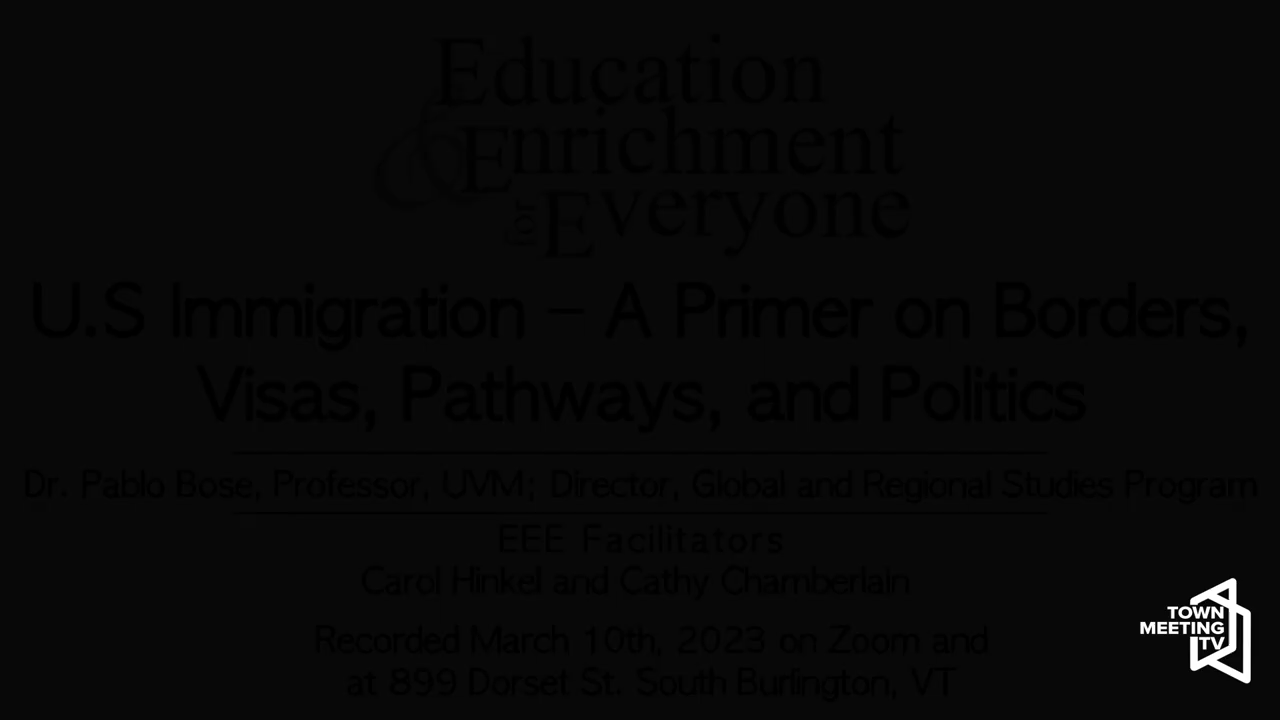 Education
& Enrichment
for Everyone
U.S Immigration – A Primer on Borders,
Visas, Pathways, and Politics
Dr. Pablo Bose, Professor, UVM; Director, Global and Regional Studies Program
EEE Facilitators
Carol Hinkel and Cathy Chamberlain
Recorded March 10th, 2023 on Zoom and
at 899 Dorset St. South Burlington, VT
TOWN
MEETING
TV